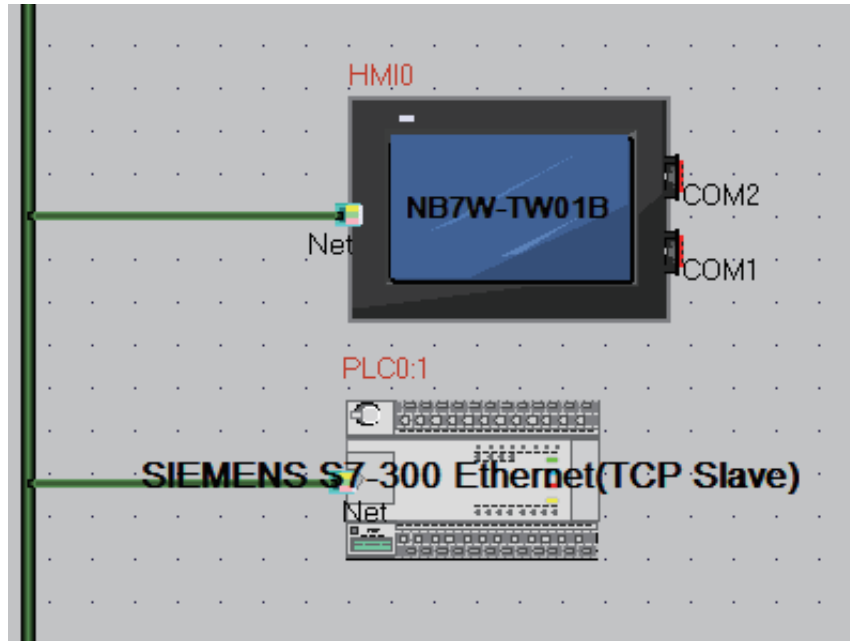 HMI0
NB7W-TW01B
COM2
Net
COM1
PLC0:1
SIEMENS S7-300 Ethernet(TCP Slave)
Net